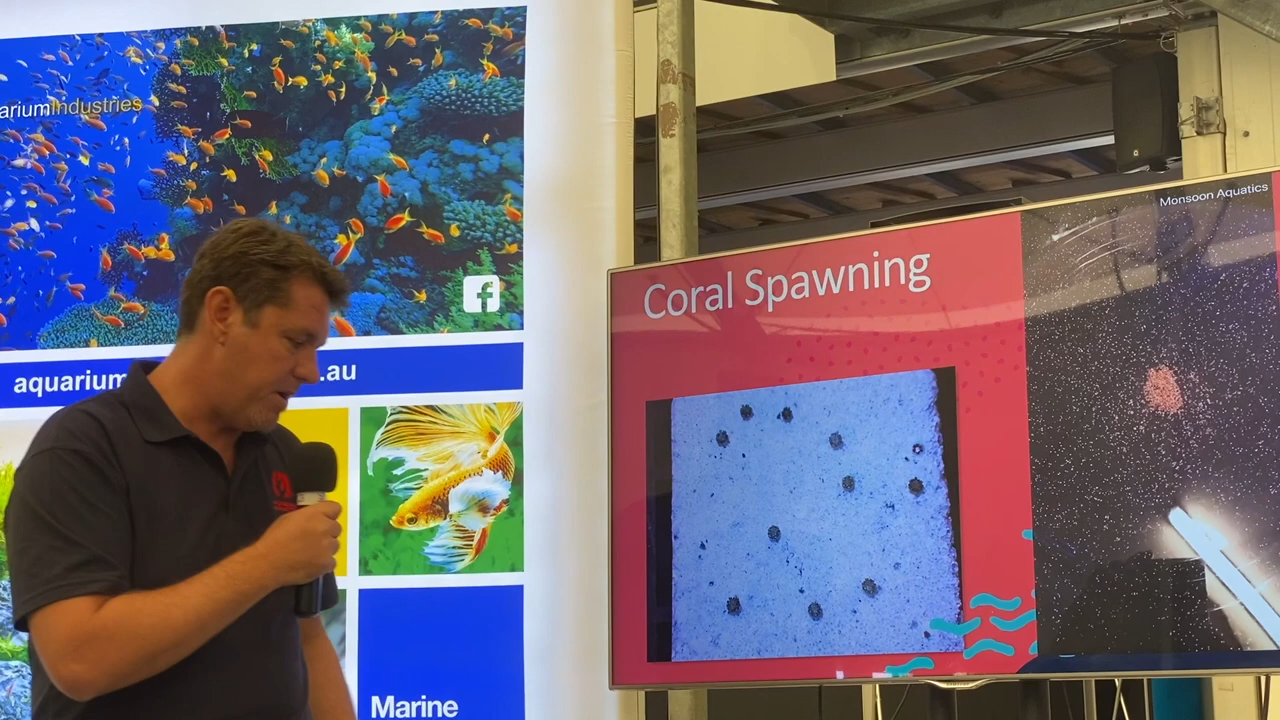 ariumIndustries
aquarium
.au
Marine
Coral Spawning
Monsoon Aquatics